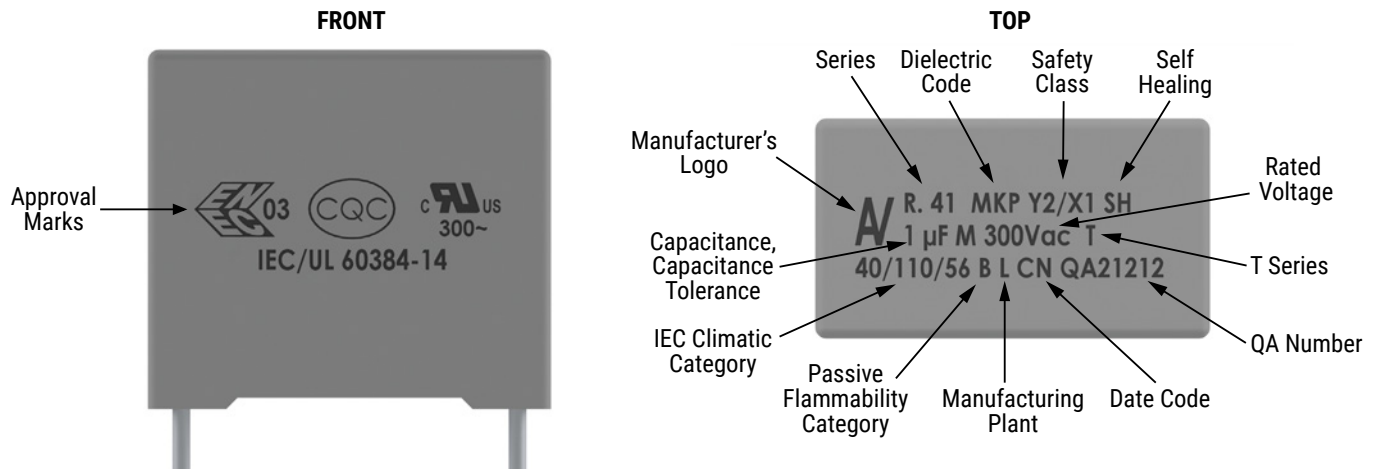 FRONT
Approval
Marks
ENEC 03
CQC
c RU US
300~
IEC/UL 60384-14
TOP
Series
Dielectric
Code
Safety
Class
Self
Healing
Manufacturer's
Logo
Rated
Voltage
R. 41 MKP Y2/X1 SH
1 µF M 300Vac T
40/110/56 B L CN QA21212
Capacitance,
Capacitance
Tolerance
T Series
IEC Climatic
Category
QA Number
Passive
Flammability
Category
Manufacturing
Plant
Date Code